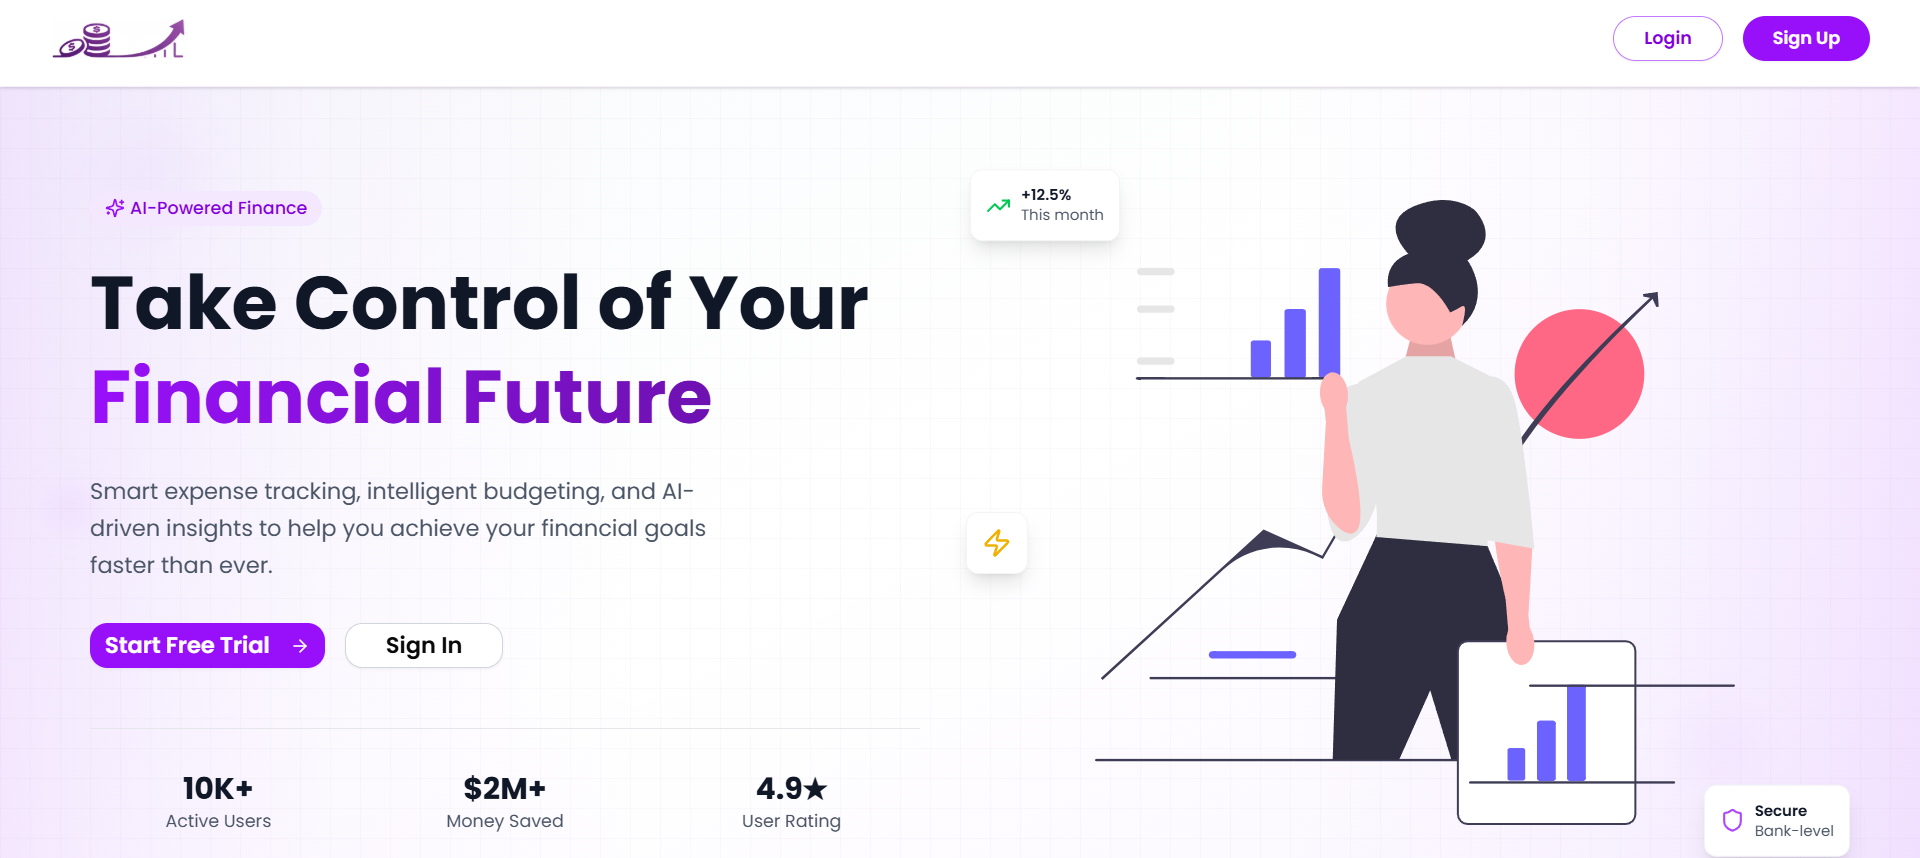 Login
Sign Up
AI-Powered Finance
+12.5%
This month
Take Control of Your
Financial Future
Smart expense tracking, intelligent budgeting, and AI-
driven insights to help you achieve your financial goals
faster than ever.
Start Free Trial →
Sign In
10K+
Active Users
$2M+
Money Saved
4.9★
User Rating
Secure
Bank-level